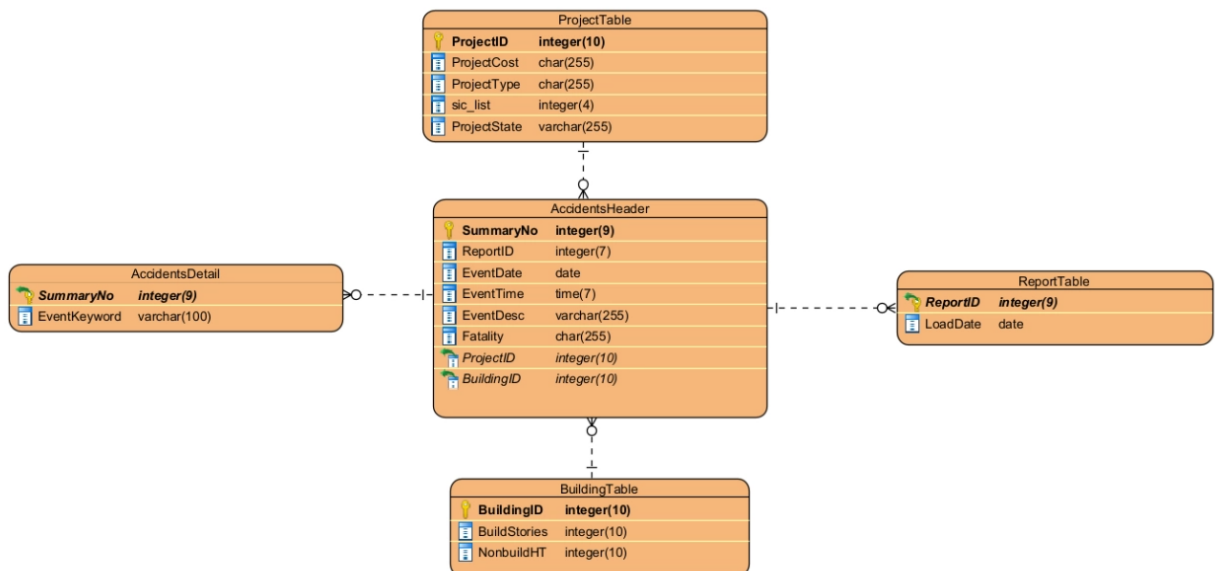 ProjectTable
ProjectID integer(10)
ProjectCost char(255)
ProjectType char(255)
sic_list integer(4)
ProjectState varchar(255)
AccidentsHeader
SummaryNo integer(9)
ReportID integer(7)
EventDate date
EventTime time(7)
EventDesc varchar(255)
Fatality char(255)
ProjectID integer(10)
BuildingID integer(10)
AccidentsDetail
SummaryNo integer(9)
EventKeyword varchar(100)
ReportTable
ReportID integer(9)
LoadDate date
BuildingTable
BuildingID integer(10)
BuildStories integer(10)
NonbuildHT integer(10)